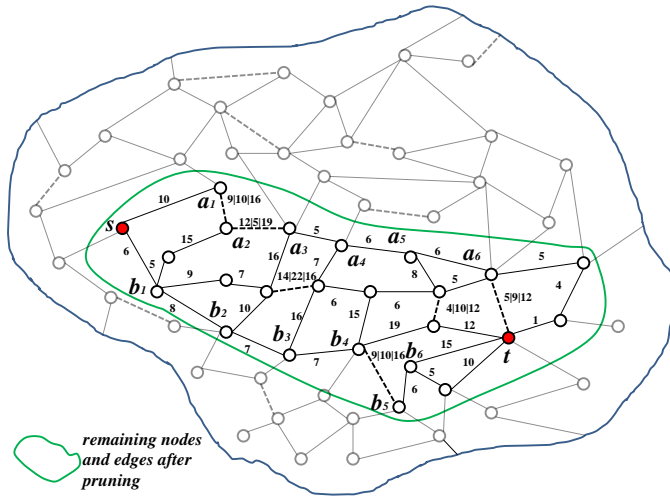 10
a1
9|10|16
s
12|5|19
a2
a3
5
15
6
a5
6
a4
a6
6
5
16
7
8
5
9
7
14|22|16
5
5|9|12
4
b1
8
b2
10
16
6
15
6
4|10|12
19
12
1
b3
b4
7
7
9|10|16
b6
15
t
5
10
6
b5
remaining nodes
and edges after
pruning